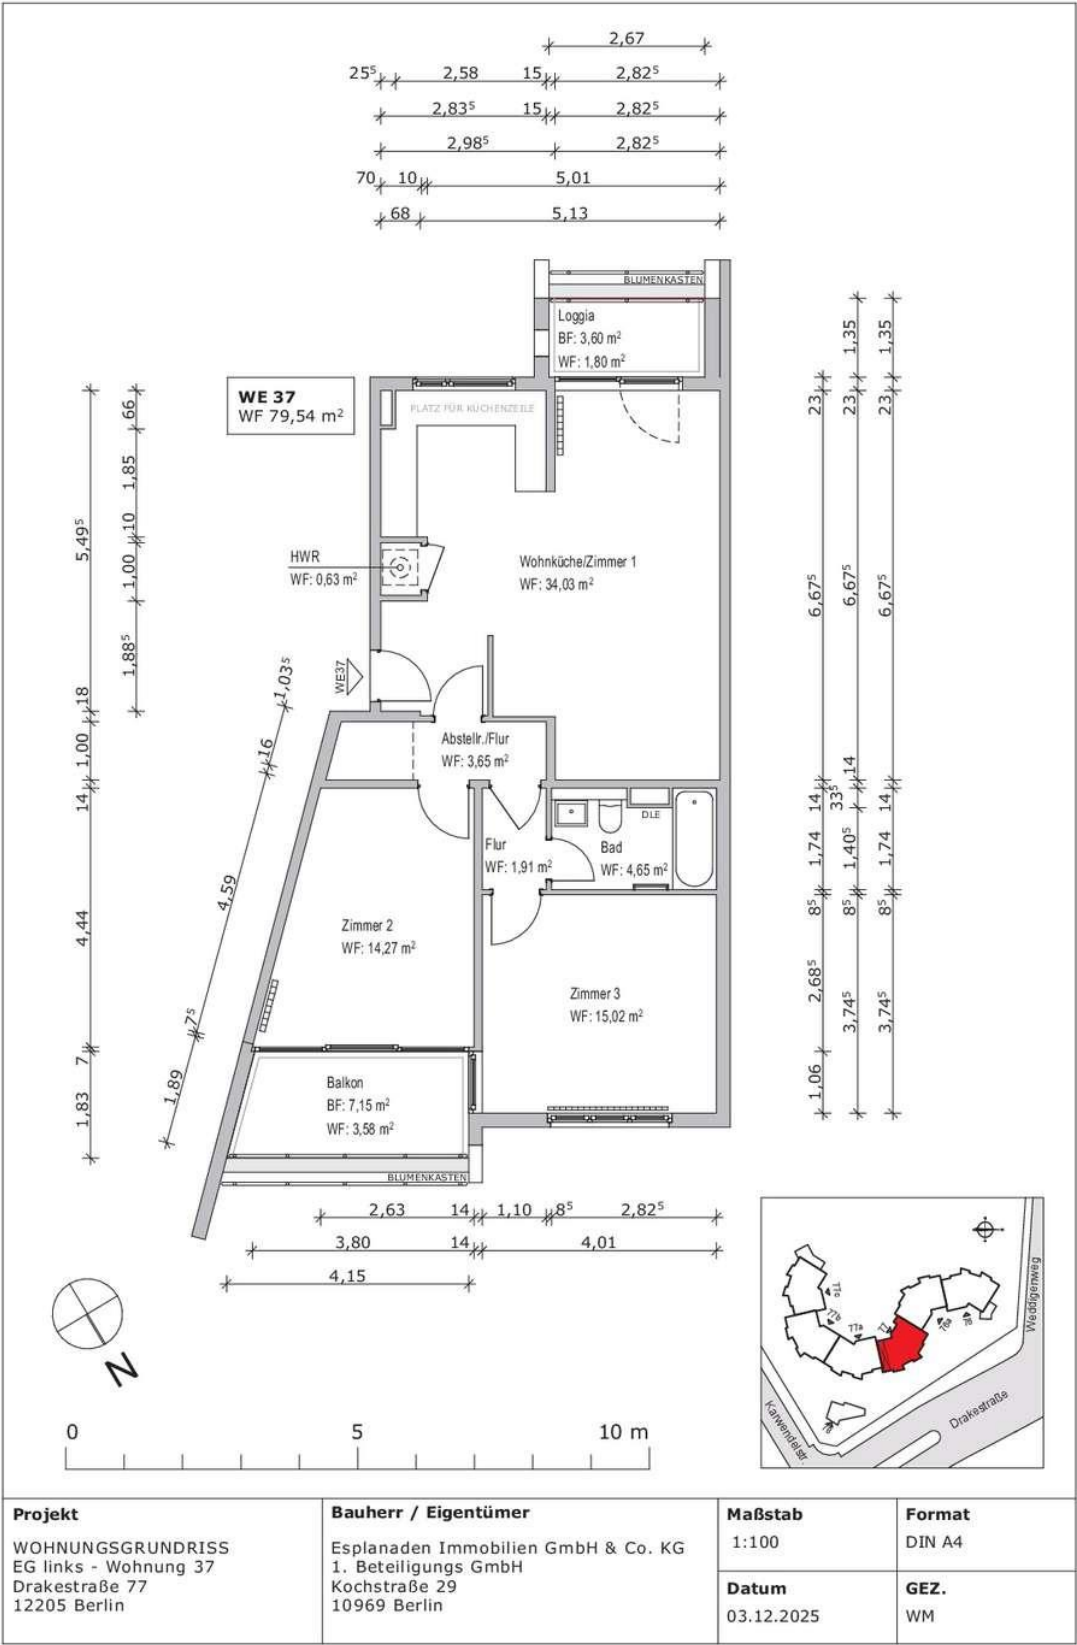 2,67
25⁵ 2,58 15 2,82⁵
2,83⁵ 15 2,82⁵
2,98⁵ 2,82⁵
70 10 5,01
68 5,13
BLUMENKASTEN
Loggia
BF: 3,60 m²
WF: 1,80 m²
WE 37
WF 79,54 m²
PLATZ FÜR KÜCHENZEILE
HWR
WF: 0,63 m²
Wohnküche/Zimmer 1
WF: 34,03 m²
WE37
Abstellr./Flur
WF: 3,65 m²
DLE
Flur
WF: 1,91 m²
Bad
WF: 4,65 m²
Zimmer 2
WF: 14,27 m²
Zimmer 3
WF: 15,02 m²
Balkon
BF: 7,15 m²
WF: 3,58 m²
BLUMENKASTEN
5,49⁵
18
1,00
14
4,44
7
1,83
66
1,85
10
1,00
1,88⁵
1,03⁵
16
4,59
7⁵
1,89
23
6,67⁵
14
1,74
8⁵
2,68⁵
1,06
1,35
23
6,67⁵
14
33⁵
1,40⁵
8⁵
3,74⁵
1,35
23
6,67⁵
14
1,74
8⁵
3,74⁵
2,63 14 1,10 8⁵ 2,82⁵
3,80 14 4,01
4,15
N
0 5 10 m
77c
77b
77a
77
76a
76
78
Weddigenweg
Drakestraße
Karwendelstr.
Projekt
WOHNUNGSGRUNDRISS
EG links - Wohnung 37
Drakestraße 77
12205 Berlin
Bauherr / Eigentümer
Esplanaden Immobilien GmbH & Co. KG
1. Beteiligungs GmbH
Kochstraße 29
10969 Berlin
Maßstab
1:100
Format
DIN A4
Datum
03.12.2025
GEZ.
WM